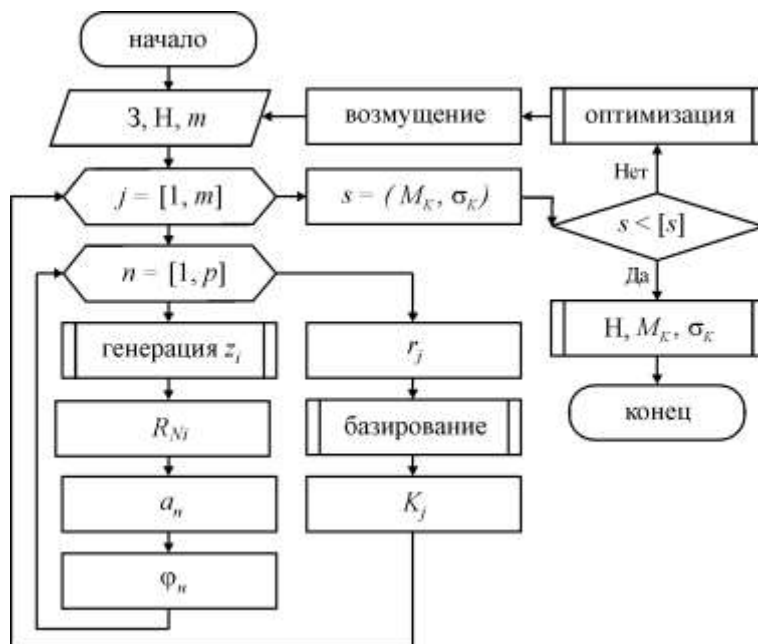 начало
З, Н, m
возмущение
оптимизация
Нет
j = [1, m]
s = ( M_K, σ_K )
s < [s]
Да
n = [1, p]
генерация z_i
r_j
Н, M_K, σ_K
R_Ni
базирование
конец
a_n
K_j
φ_n